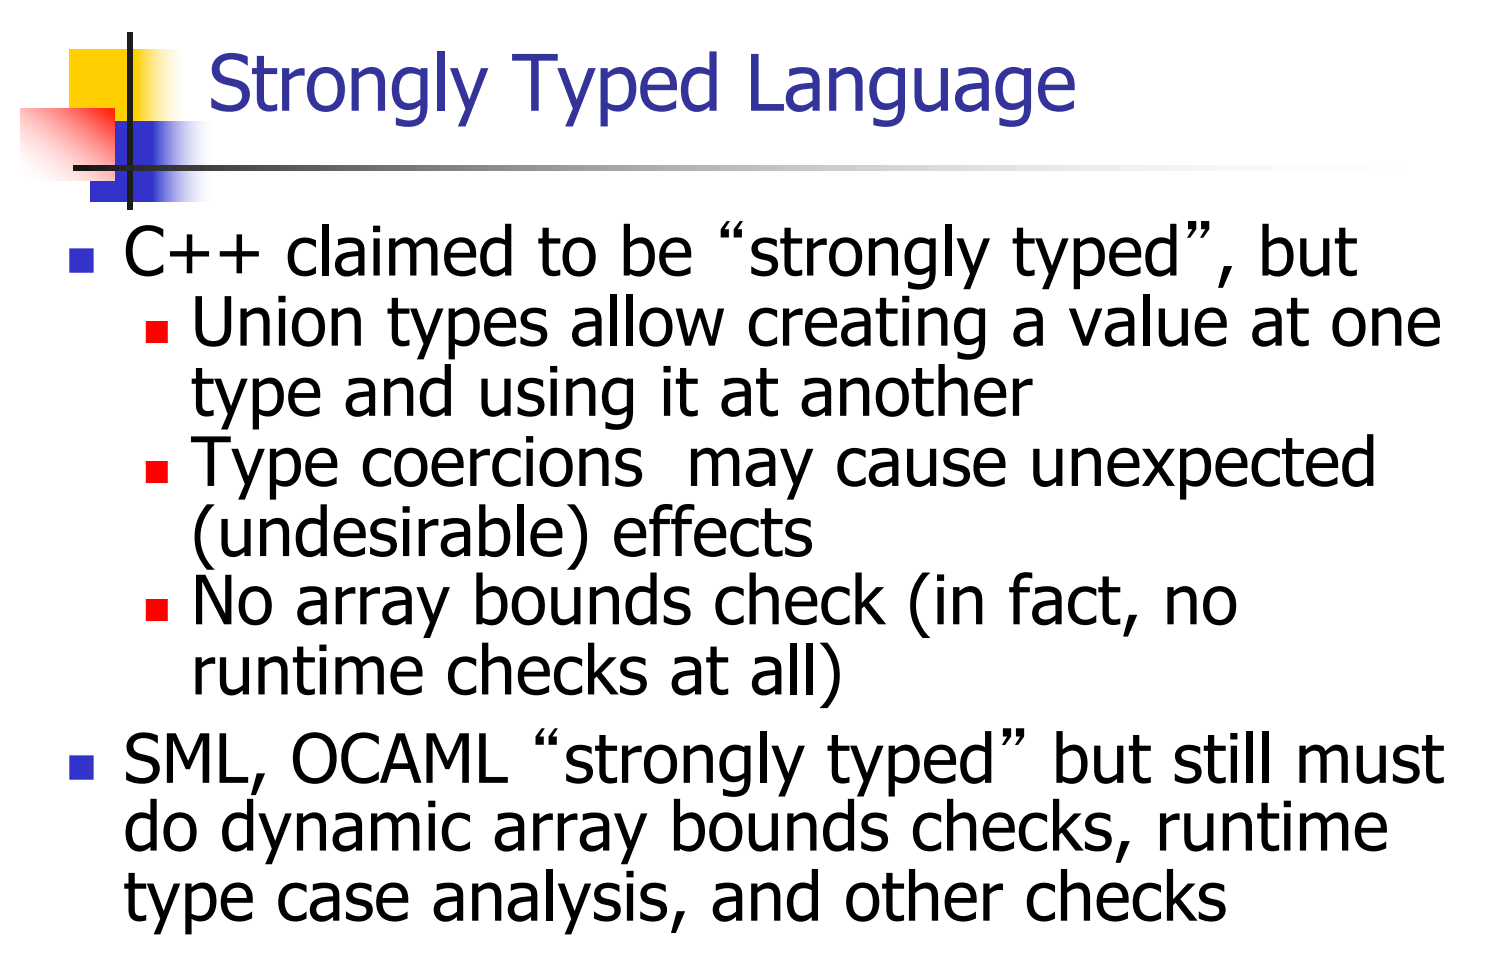 Strongly Typed Language
C++ claimed to be “strongly typed”, but
Union types allow creating a value at one
type and using it at another
Type coercions  may cause unexpected
(undesirable) effects
No array bounds check (in fact, no
runtime checks at all)
SML, OCAML “strongly typed” but still must
do dynamic array bounds checks, runtime
type case analysis, and other checks